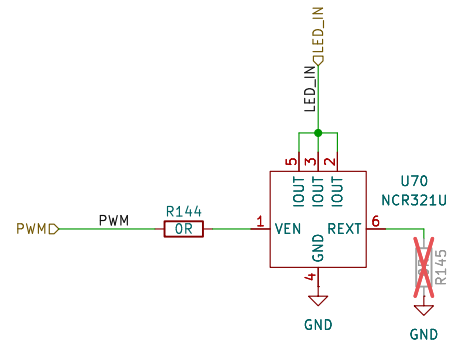 LED_IN
LED_IN
5
3
2
IOUT
IOUT
IOUT
U70
NCR321U
R144
PWM
PWM
0R
1
VEN
REXT
6
GND
4
R145
GND
GND